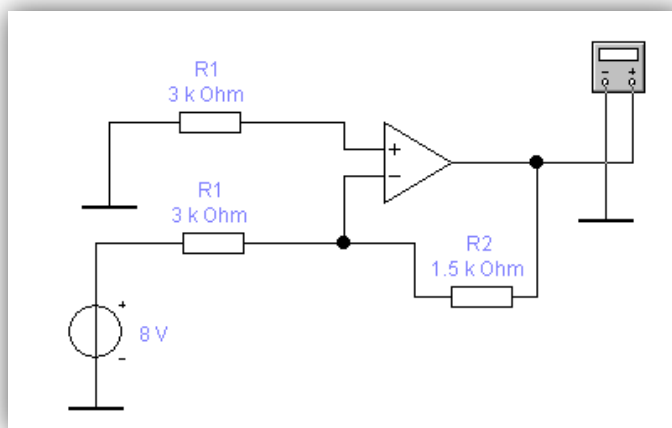 R1
3 k Ohm
- +
+
-
R1
3 k Ohm
R2
1.5 k Ohm
+
8 V
-